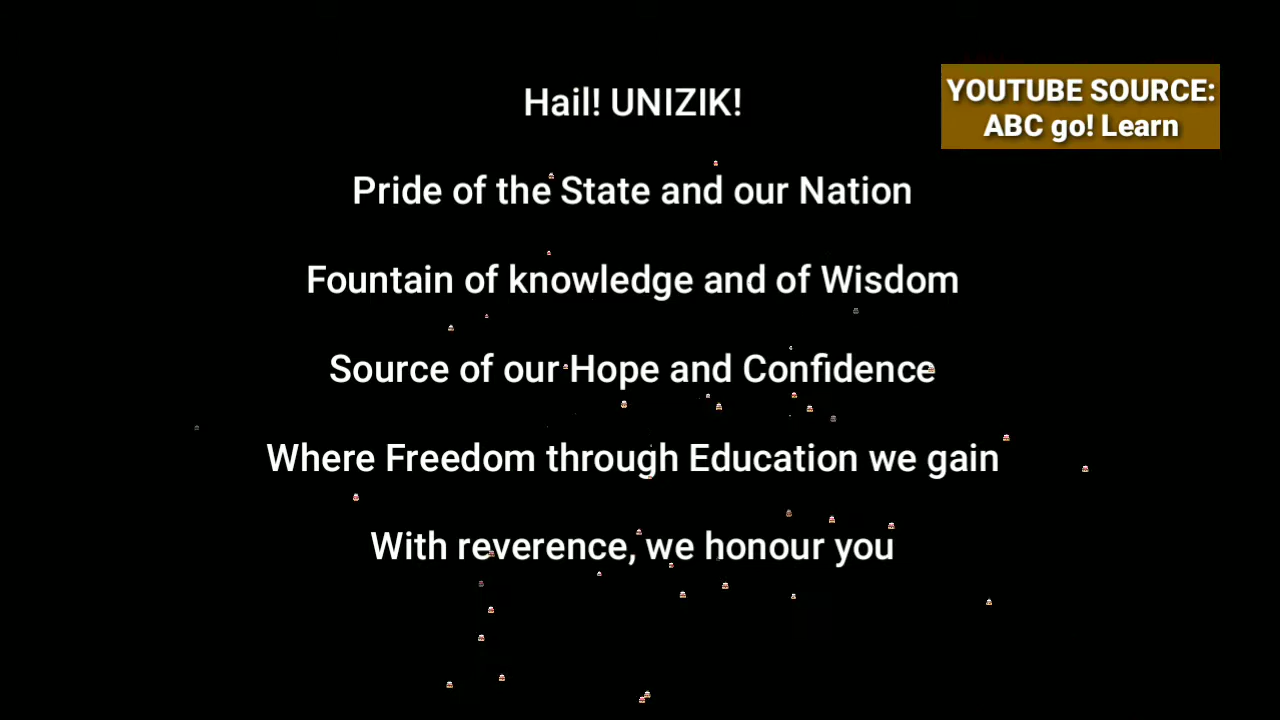 Hail! UNIZIK!
YOUTUBE SOURCE:
ABC go! Learn
Pride of the State and our Nation
Fountain of knowledge and of Wisdom
Source of our Hope and Confidence
Where Freedom through Education we gain
With reverence, we honour you